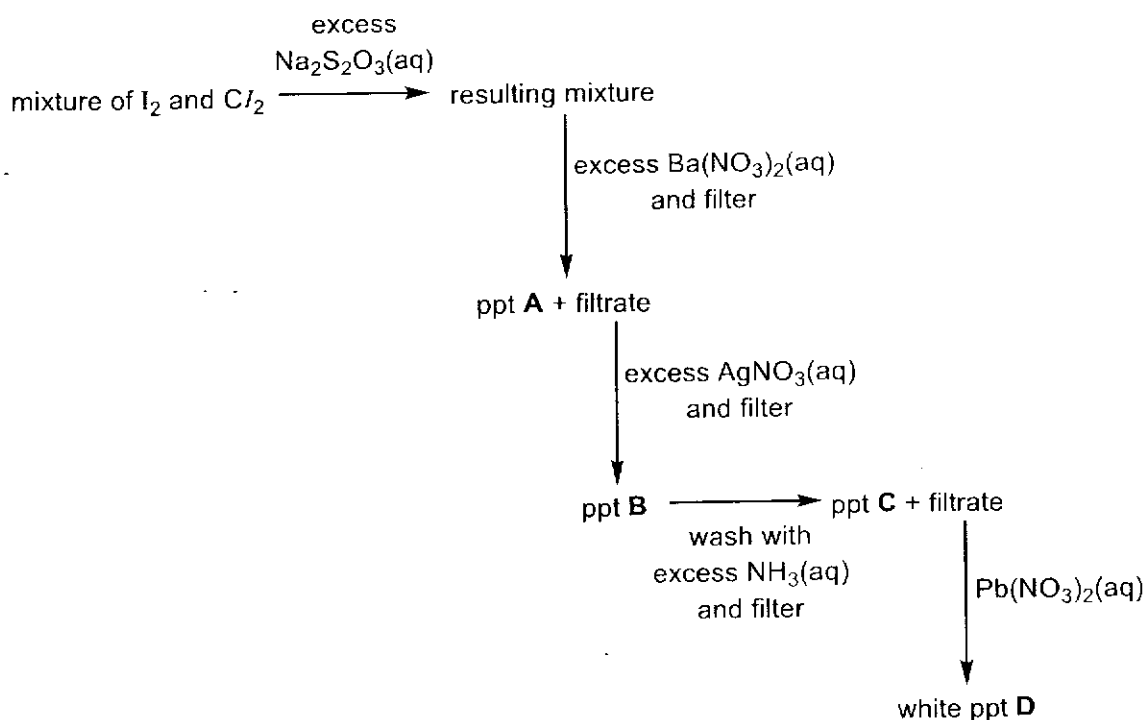 excess
Na₂S₂O₃(aq)
mixture of I₂ and Cl₂
resulting mixture
excess Ba(NO₃)₂(aq)
and filter
ppt A + filtrate
excess AgNO₃(aq)
and filter
ppt B
ppt C + filtrate
wash with
excess NH₃(aq)
and filter
Pb(NO₃)₂(aq)
white ppt D